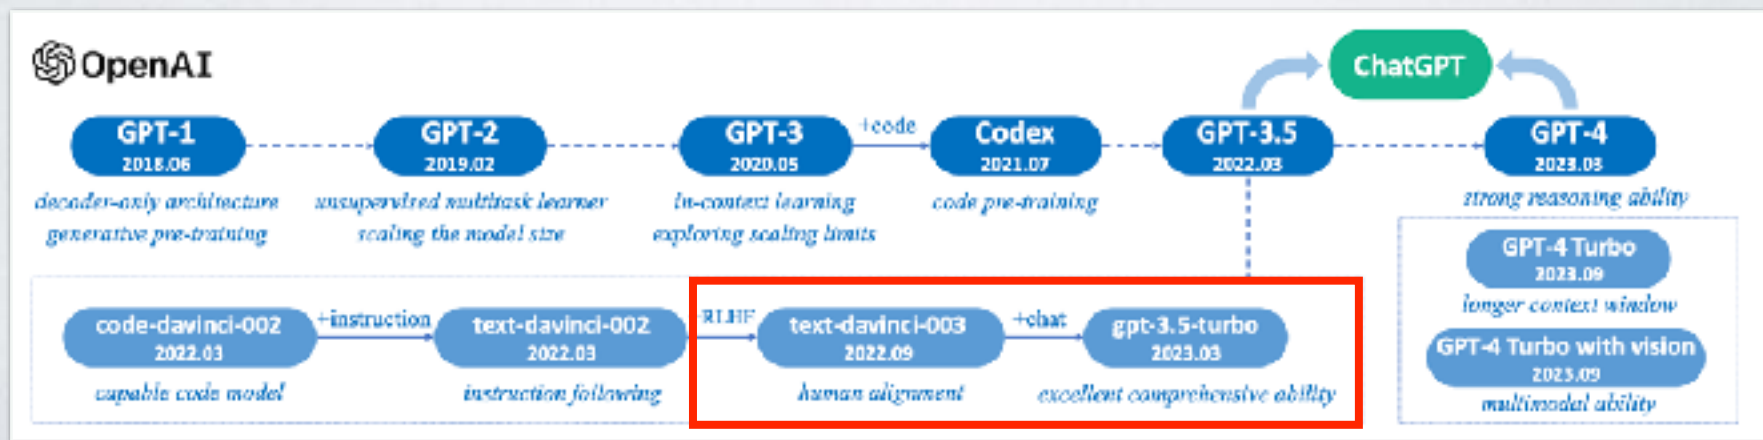 OpenAI
ChatGPT
GPT-1
2018.06
decoder-only architecture
generative pre-training
GPT-2
2019.02
unsupervised multitask learner
scaling the model size
GPT-3
2020.05
in-context learning
exploring scaling limits
+code
Codex
2021.07
code pre-training
GPT-3.5
2022.03
GPT-4
2023.03
strong reasoning ability
code-davinci-002
2022.03
capable code model
+instruction
text-davinci-002
2022.03
instruction following
RLHF
text-davinci-003
2022.09
human alignment
+chat
gpt-3.5-turbo
2023.03
excellent comprehensive ability
GPT-4 Turbo
2023.09
longer context window
GPT-4 Turbo with vision
2023.09
multimodal ability